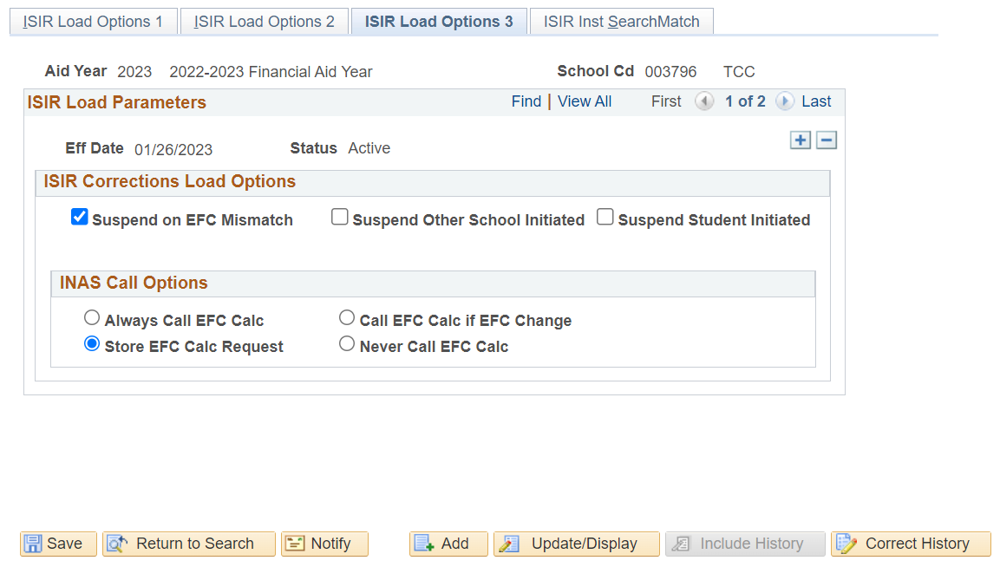 ISIR Load Options 1 ISIR Load Options 2 ISIR Load Options 3 ISIR Inst SearchMatch
Aid Year 2023 2022-2023 Financial Aid Year School Cd 003796 TCC
ISIR Load Parameters Find | View All First 1 of 2 Last
Eff Date 01/26/2023 Status Active
ISIR Corrections Load Options
Suspend on EFC Mismatch Suspend Other School Initiated Suspend Student Initiated
INAS Call Options
Always Call EFC Calc Call EFC Calc if EFC Change
Store EFC Calc Request Never Call EFC Calc
Save Return to Search Notify Add Update/Display Include History Correct History